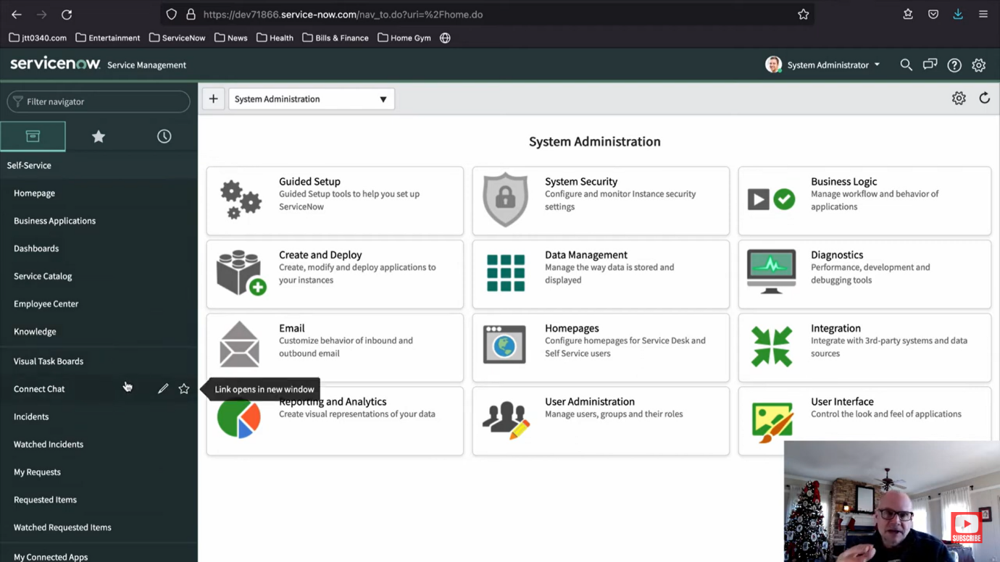 https://dev71866.service-now.com/nav_to.do?uri=%2Fhome.do
jtt0340.com Entertainment ServiceNow News Health Bills & Finance Home Gym
servicenow. Service Management
System Administrator
Filter navigator
System Administration
Self-Service
Homepage
Business Applications
Dashboards
Service Catalog
Employee Center
Knowledge
Visual Task Boards
Connect Chat
Incidents
Watched Incidents
My Requests
Requested Items
Watched Requested Items
My Connected Apps
Link opens in new window
System Administration
Guided Setup
Guided Setup tools to help you set up
ServiceNow
System Security
Configure and monitor Instance security
settings
Business Logic
Manage workflow and behavior of
applications
Create and Deploy
Create, modify and deploy applications to
your instances
Data Management
Manage the way data is stored and
displayed
Diagnostics
Performance, development and
debugging tools
Email
Customize behavior of inbound and
outbound email
Homepages
Configure homepages for Service Desk and
Self Service users
Integration
Integrate with 3rd-party systems and data
sources
Reporting and Analytics
Create visual representations of your data
User Administration
Manage users, groups and their roles
User Interface
Control the look and feel of applications
SUBSCRIBE